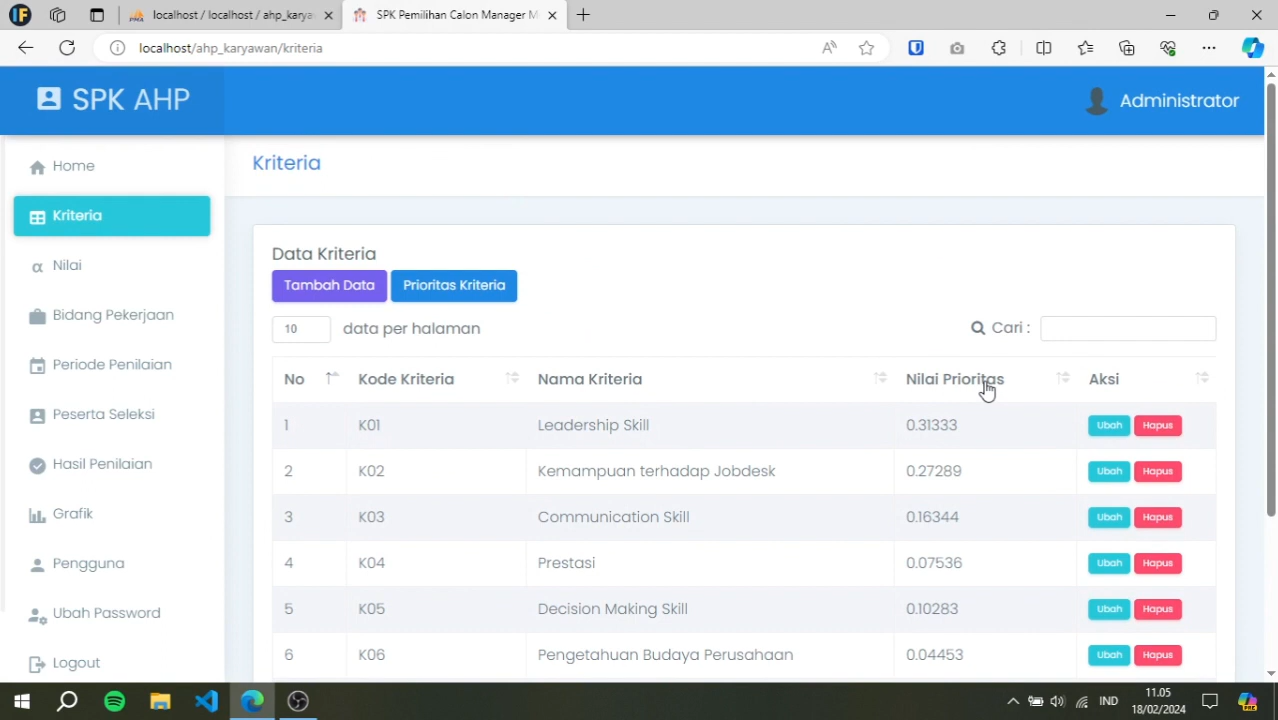 localhost / localhost / ahp_karya
SPK Pemilihan Calon Manager M
localhost/ahp_karyawan/kriteria
SPK AHP
Administrator
Home
Kriteria
Nilai
Bidang Pekerjaan
Periode Penilaian
Peserta Seleksi
Hasil Penilaian
Grafik
Pengguna
Ubah Password
Logout
Kriteria
Data Kriteria
Tambah Data Prioritas Kriteria
10 data per halaman Cari :
No Kode Kriteria Nama Kriteria Nilai Prioritas Aksi
1 K01 Leadership Skill 0.31333 Ubah Hapus
2 K02 Kemampuan terhadap Jobdesk 0.27289 Ubah Hapus
3 K03 Communication Skill 0.16344 Ubah Hapus
4 K04 Prestasi 0.07536 Ubah Hapus
5 K05 Decision Making Skill 0.10283 Ubah Hapus
6 K06 Pengetahuan Budaya Perusahaan 0.04453 Ubah Hapus
IND
11.05
18/02/2024